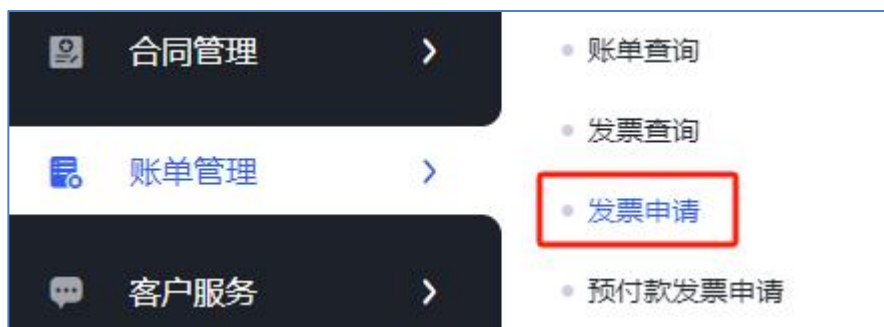 合同管理
账单管理
客户服务
账单查询
发票查询
发票申请
预付款发票申请